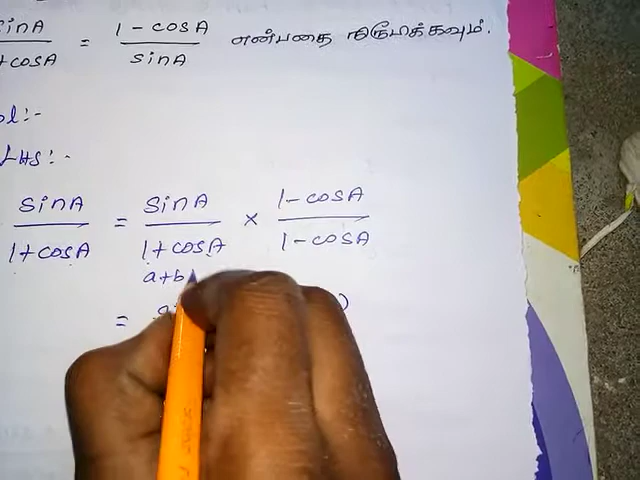 sinA / +cosA = 1 - cosA / sinA என்பதை நிரூபிக்கவும்.
ol:-
LHS:-
sinA / 1+cosA = sinA / 1+cosA × 1-cosA / 1-cosA
a+b
=